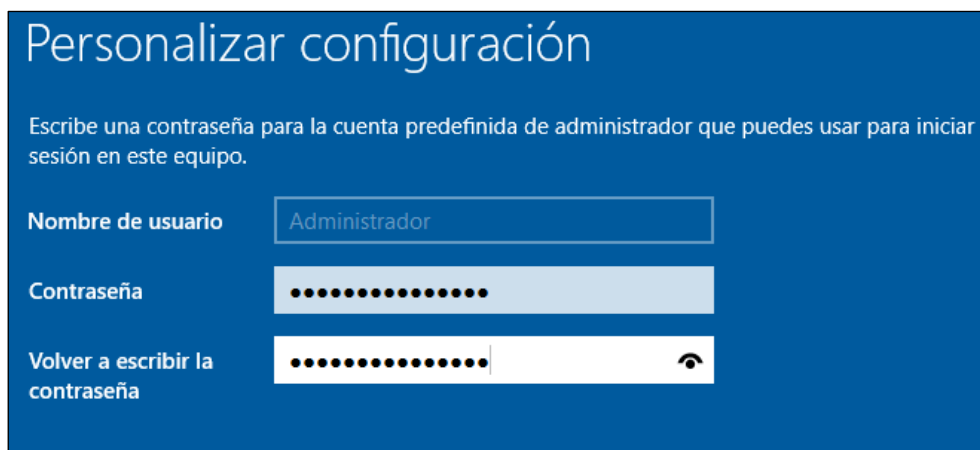 Personalizar configuración
Escribe una contraseña para la cuenta predefinida de administrador que puedes usar para iniciar
sesión en este equipo.
Nombre de usuario
Administrador
Contraseña
●●●●●●●●●●●●●●●
Volver a escribir la
contraseña
●●●●●●●●●●●●●●●